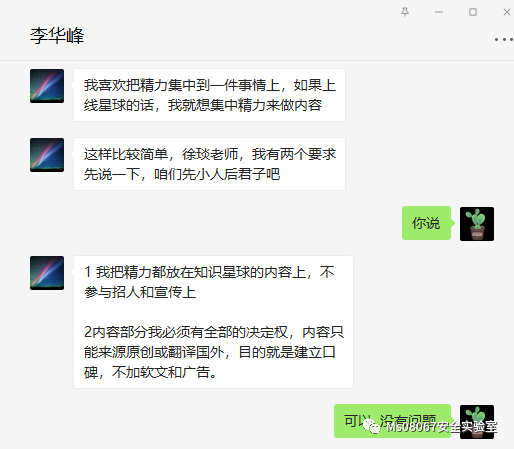 李华峰
我喜欢把精力集中到一件事情上，如果上
线星球的话，我就想集中精力来做内容
这样比较简单，徐琰老师，我有两个要求
先说一下，咱们先小人后君子吧
你说
1 我把精力都放在知识星球的内容上，不
参与招人和宣传上
2内容部分我必须有全部的决定权，内容只
能来源原创或翻译国外，目的就是建立口
碑，不加软文和广告。
可以，没有问题
MS08067安全实验室